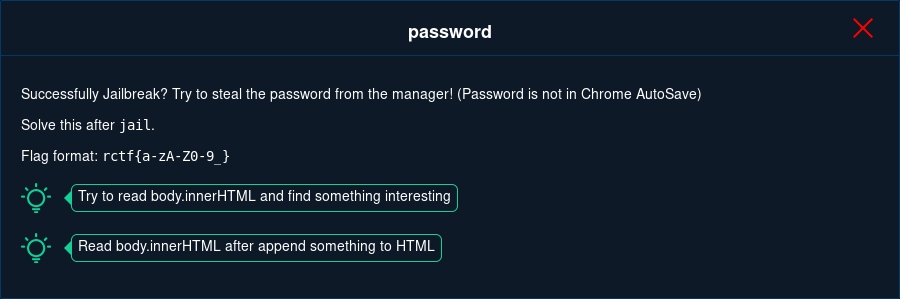 password
Successfully Jailbreak? Try to steal the password from the manager! (Password is not in Chrome AutoSave)
Solve this after jail.
Flag format: rctf{a-zA-Z0-9_}
Try to read body.innerHTML and find something interesting
Read body.innerHTML after append something to HTML